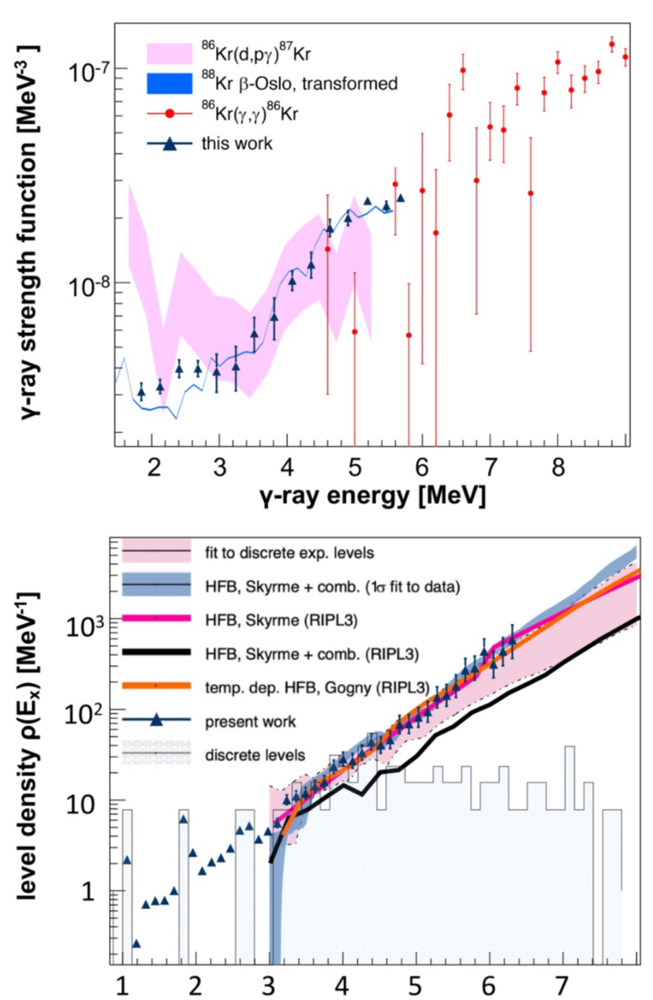 γ-ray strength function [MeV-3 ]
86Kr(d,pγ)87Kr
88Kr β-Oslo, transformed
86Kr(γ,γ)86Kr
this work
10-7
10-8
2 3 4 5 6 7 8
γ-ray energy [MeV]
level density ρ(Ex) [MeV-1]
fit to discrete exp. levels
HFB, Skyrme + comb. (1σ fit to data)
HFB, Skyrme (RIPL3)
HFB, Skyrme + comb. (RIPL3)
temp. dep. HFB, Gogny (RIPL3)
present work
discrete levels
103
102
10
1
1 2 3 4 5 6 7